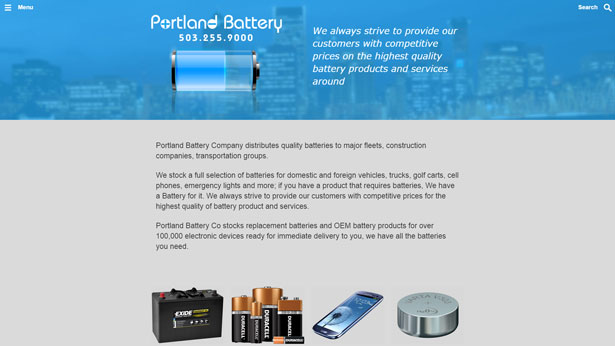 Menu
Search
Portland Battery
503.255.9000
We always strive to provide our
customers with competitive
prices on the highest quality
battery products and services
around
Portland Battery Company distributes quality batteries to major fleets, construction
companies, transportation groups.
We stock a full selection of batteries for domestic and foreign vehicles, trucks, golf carts, cell
phones, emergency lights and more; if you have a product that requires batteries, We have
a Battery for it. We always strive to provide our customers with competitive prices for the
highest quality of battery product and services.
Portland Battery Co stocks replacement batteries and OEM battery products for over
100,000 electronic devices ready for immediate delivery to you, we have all the batteries
you need.
EXIDE
DURACELL
DURACELL
DURACELL